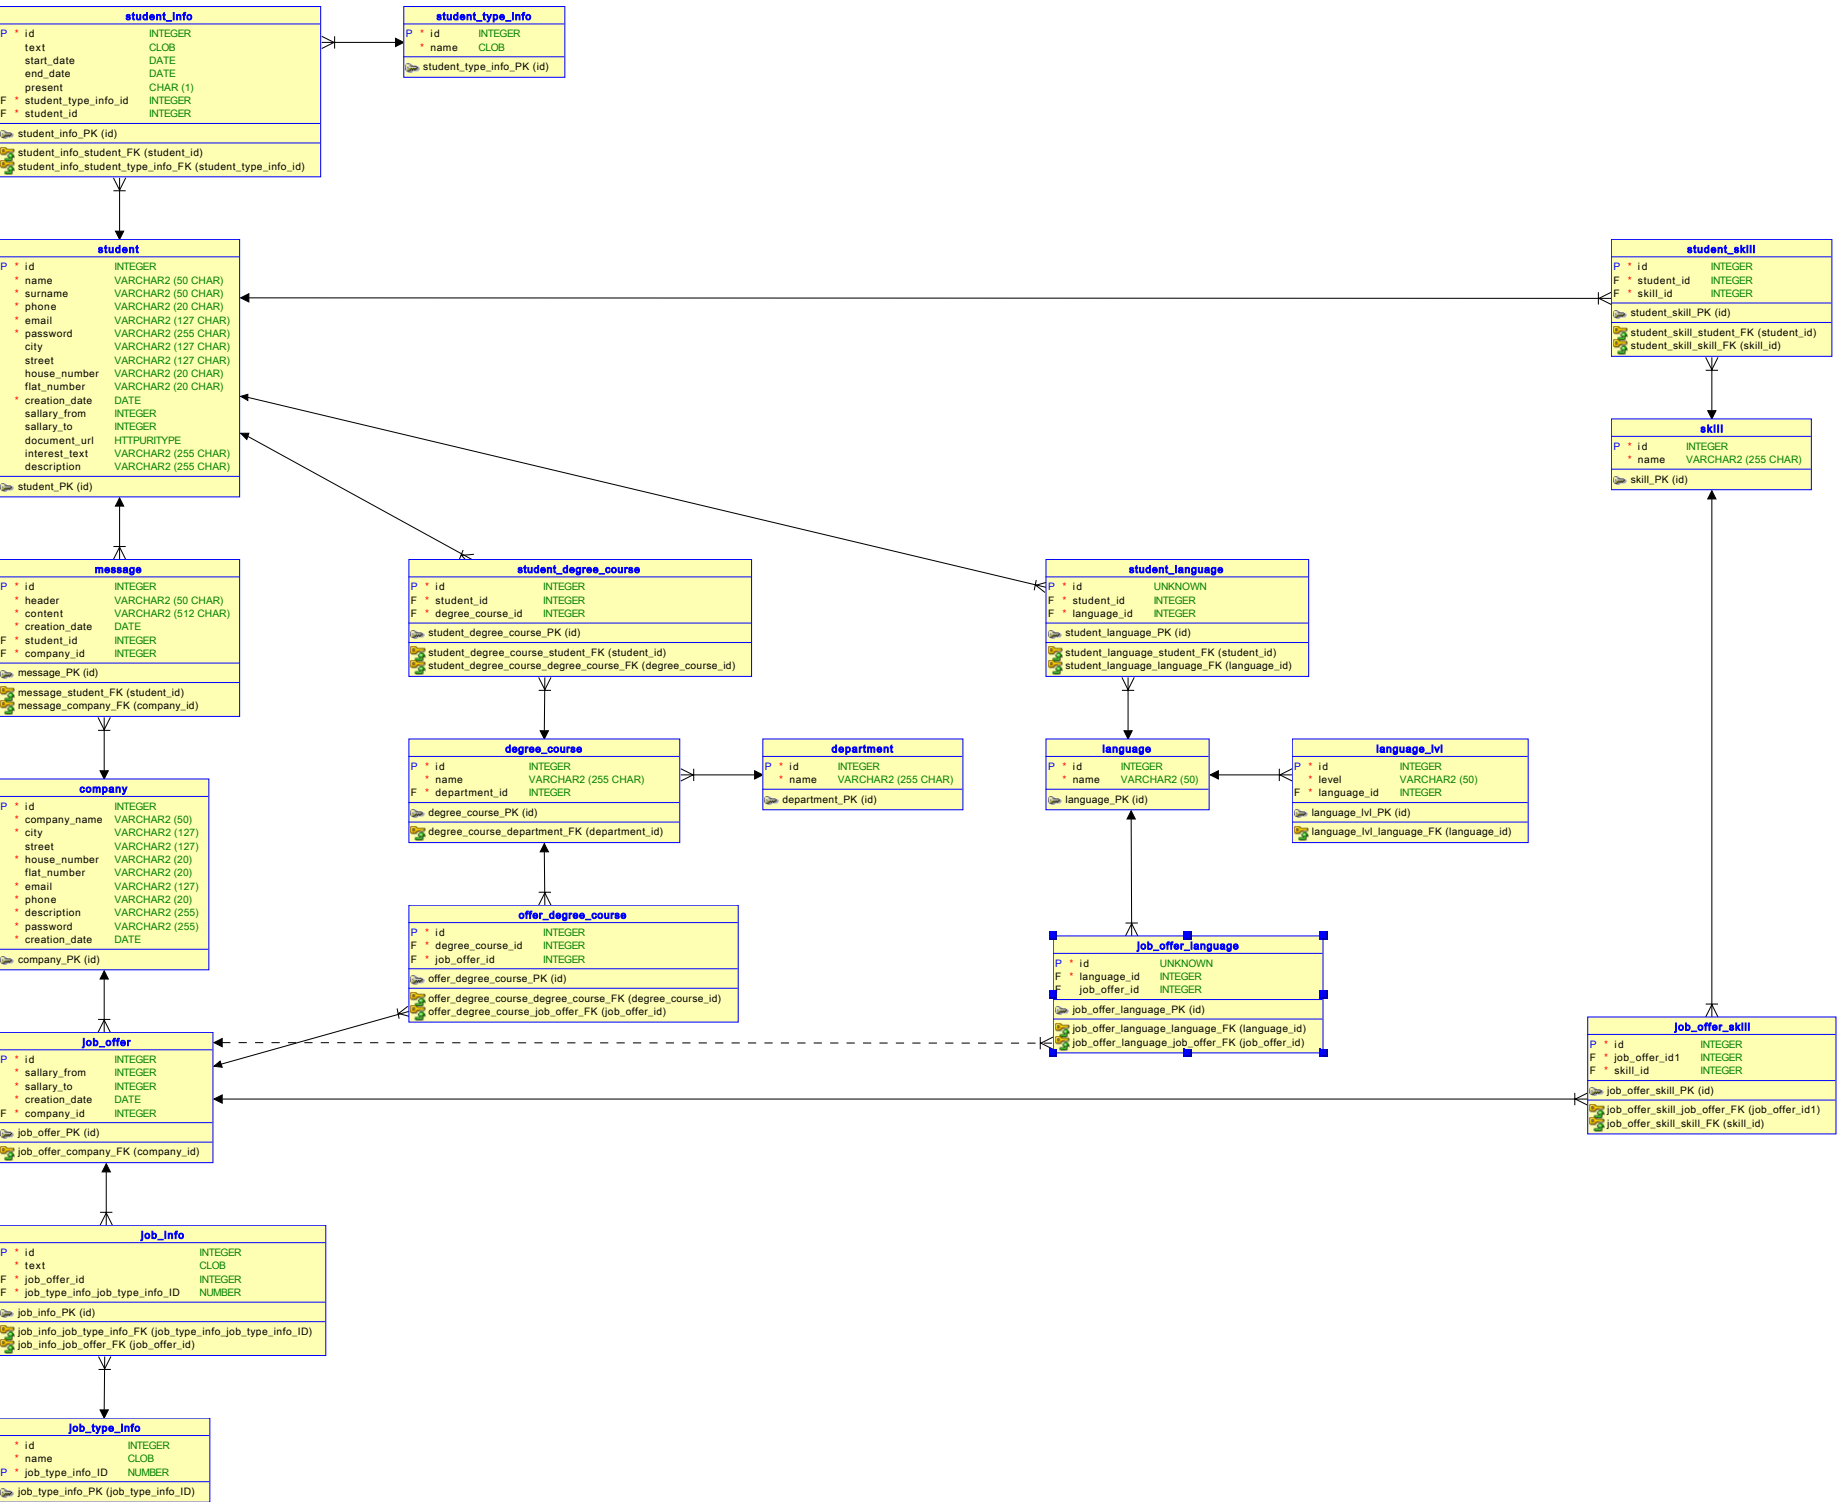 student_info
P * id INTEGER
text CLOB
start_date DATE
end_date DATE
present CHAR (1)
F * student_type_info_id INTEGER
F * student_id INTEGER
student_info_PK (id)
student_info_student_FK (student_id)
student_info_student_type_info_FK (student_type_info_id)
student_type_info
P * id INTEGER
* name CLOB
student_type_info_PK (id)
student
P * id INTEGER
* name VARCHAR2 (50 CHAR)
* surname VARCHAR2 (50 CHAR)
* phone VARCHAR2 (20 CHAR)
* email VARCHAR2 (127 CHAR)
* password VARCHAR2 (255 CHAR)
city VARCHAR2 (127 CHAR)
street VARCHAR2 (127 CHAR)
house_number VARCHAR2 (20 CHAR)
flat_number VARCHAR2 (20 CHAR)
* creation_date DATE
sallary_from INTEGER
sallary_to INTEGER
document_url HTTPURITYPE
interest_text VARCHAR2 (255 CHAR)
description VARCHAR2 (255 CHAR)
student_PK (id)
student_skill
P * id INTEGER
F * student_id INTEGER
F * skill_id INTEGER
student_skill_PK (id)
student_skill_student_FK (student_id)
student_skill_skill_FK (skill_id)
skill
P * id INTEGER
* name VARCHAR2 (255 CHAR)
skill_PK (id)
message
P * id INTEGER
* header VARCHAR2 (50 CHAR)
* content VARCHAR2 (512 CHAR)
* creation_date DATE
F * student_id INTEGER
F * company_id INTEGER
message_PK (id)
message_student_FK (student_id)
message_company_FK (company_id)
student_degree_course
P * id INTEGER
F * student_id INTEGER
F * degree_course_id INTEGER
student_degree_course_PK (id)
student_degree_course_student_FK (student_id)
student_degree_course_degree_course_FK (degree_course_id)
student_language
P * id UNKNOWN
F * student_id INTEGER
F * language_id INTEGER
student_language_PK (id)
student_language_student_FK (student_id)
student_language_language_FK (language_id)
degree_course
P * id INTEGER
* name VARCHAR2 (255 CHAR)
F * department_id INTEGER
degree_course_PK (id)
degree_course_department_FK (department_id)
department
P * id INTEGER
* name VARCHAR2 (255 CHAR)
department_PK (id)
language
P * id INTEGER
* name VARCHAR2 (50)
language_PK (id)
language_lvl
P * id INTEGER
* level VARCHAR2 (50)
F * language_id INTEGER
language_lvl_PK (id)
language_lvl_language_FK (language_id)
company
P * id INTEGER
* company_name VARCHAR2 (50)
* city VARCHAR2 (127)
street VARCHAR2 (127)
* house_number VARCHAR2 (20)
flat_number VARCHAR2 (20)
* email VARCHAR2 (127)
* phone VARCHAR2 (20)
* description VARCHAR2 (255)
* password VARCHAR2 (255)
* creation_date DATE
company_PK (id)
offer_degree_course
P * id INTEGER
F * degree_course_id INTEGER
F * job_offer_id INTEGER
offer_degree_course_PK (id)
offer_degree_course_degree_course_FK (degree_course_id)
offer_degree_course_job_offer_FK (job_offer_id)
job_offer_language
P * id UNKNOWN
F * language_id INTEGER
F job_offer_id INTEGER
job_offer_language_PK (id)
job_offer_language_language_FK (language_id)
job_offer_language_job_offer_FK (job_offer_id)
job_offer_skill
P * id INTEGER
F * job_offer_id1 INTEGER
F * skill_id INTEGER
job_offer_skill_PK (id)
job_offer_skill_job_offer_FK (job_offer_id1)
job_offer_skill_skill_FK (skill_id)
job_offer
P * id INTEGER
* sallary_from INTEGER
* sallary_to INTEGER
* creation_date DATE
F * company_id INTEGER
job_offer_PK (id)
job_offer_company_FK (company_id)
job_info
P * id INTEGER
* text CLOB
F * job_offer_id INTEGER
F * job_type_info_job_type_info_ID NUMBER
job_info_PK (id)
job_info_job_type_info_FK (job_type_info_job_type_info_ID)
job_info_job_offer_FK (job_offer_id)
job_type_info
* id INTEGER
* name CLOB
P * job_type_info_ID NUMBER
job_type_info_PK (job_type_info_ID)